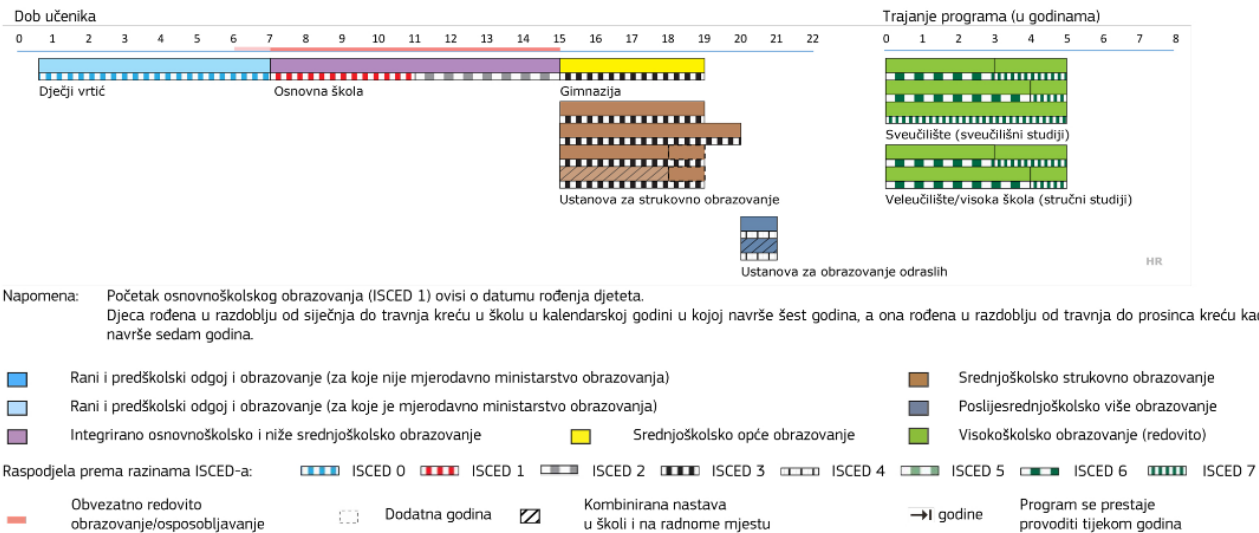 Dob učenika
Trajanje programa (u godinama)
0 1 2 3 4 5 6 7 8 9 10 11 12 13 14 15 16 17 18 19 20 21 22
0 1 2 3 4 5 6 7 8
Dječji vrtić
Osnovna škola
Gimnazija
Sveučilište (sveučilišni studiji)
Ustanova za strukovno obrazovanje
Veleučilište/visoka škola (stručni studiji)
Ustanova za obrazovanje odraslih
HR
Napomena: Početak osnovnoškolskog obrazovanja (ISCED 1) ovisi o datumu rođenja djeteta.
Djeca rođena u razdoblju od siječnja do travnja kreću u školu u kalendarskoj godini u kojoj navrše šest godina, a ona rođena u razdoblju od travnja do prosinca kreću
navrše sedam godina.
Rani i predškolski odgoj i obrazovanje (za koje nije mjerodavno ministarstvo obrazovanja)
Srednjoškolsko strukovno obrazovanje
Rani i predškolski odgoj i obrazovanje (za koje je mjerodavno ministarstvo obrazovanja)
Poslijesrednjoškolsko više obrazovanje
Integrirano osnovnoškolsko i niže srednjoškolsko obrazovanje
Srednjoškolsko opće obrazovanje
Visokoškolsko obrazovanje (redovito)
Raspodjela prema razinama ISCED-a: ISCED 0 ISCED 1 ISCED 2 ISCED 3 ISCED 4 ISCED 5 ISCED 6 ISCED 7
Obvezatno redovito
obrazovanje/osposobljavanje
Dodatna godina
Kombinirana nastava
u školi i na radnome mjestu
godine
Program se prestaje
provoditi tijekom godina